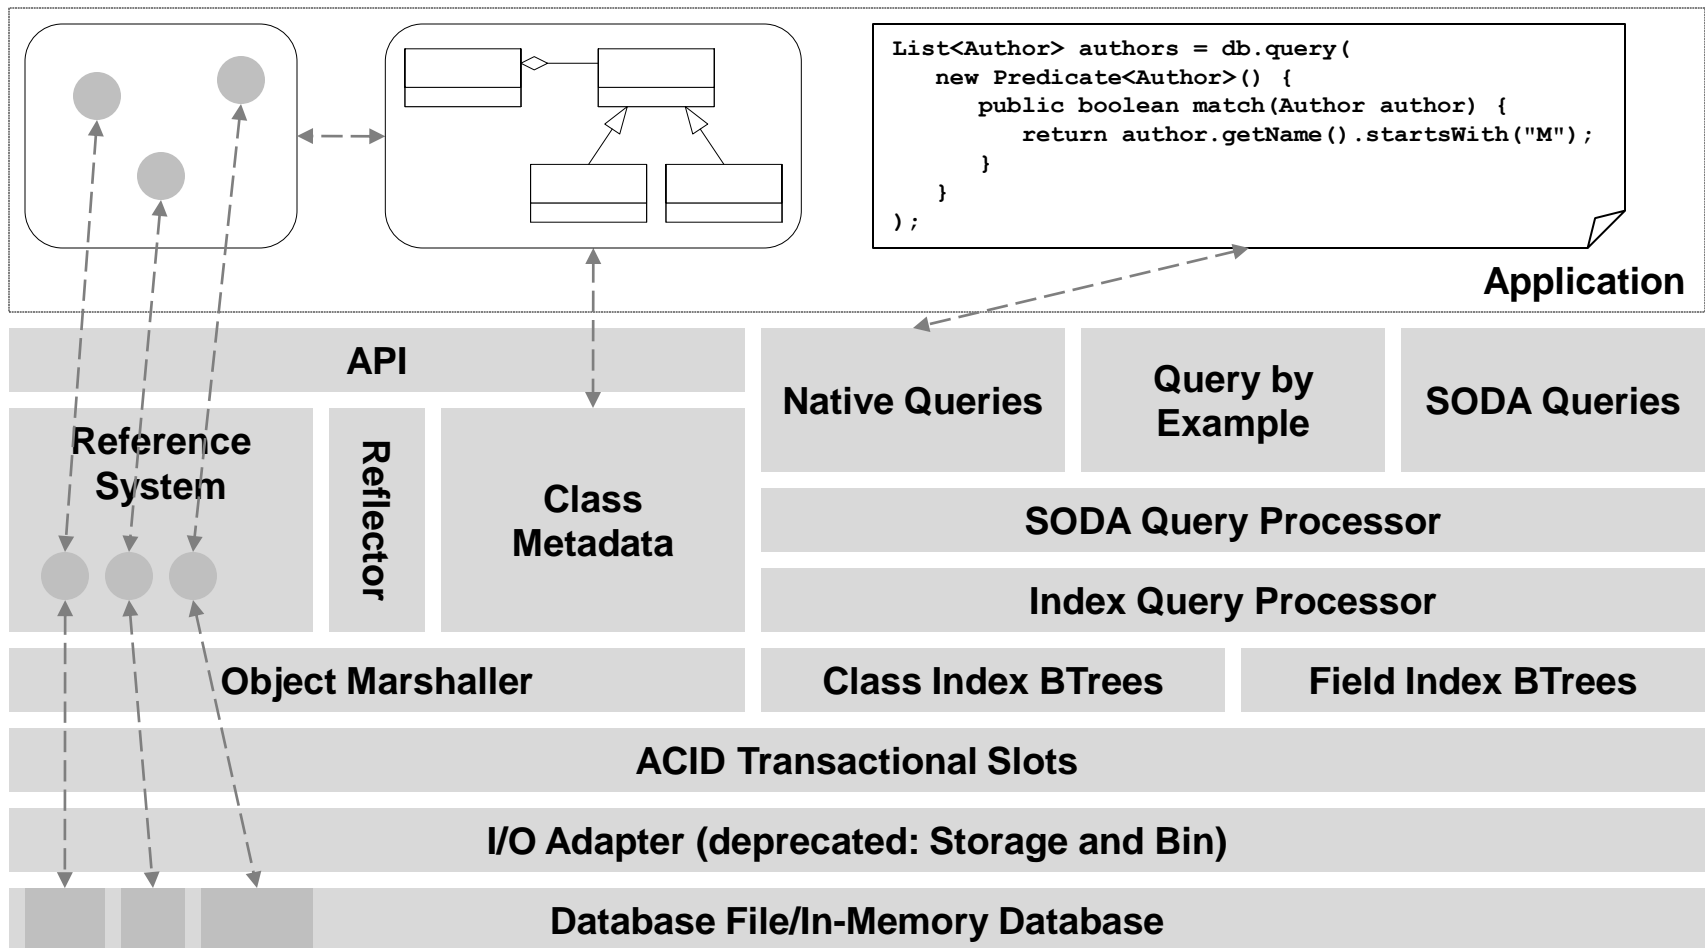 List<Author> authors = db.query(
   new Predicate<Author>() {
      public boolean match(Author author) {
         return author.getName().startsWith("M");
      }
   }
);
Application
API
Native Queries
Query by
Example
SODA Queries
Reference
System
Reflector
Class
Metadata
SODA Query Processor
Index Query Processor
Object Marshaller
Class Index BTrees
Field Index BTrees
ACID Transactional Slots
I/O Adapter (deprecated: Storage and Bin)
Database File/In-Memory Database